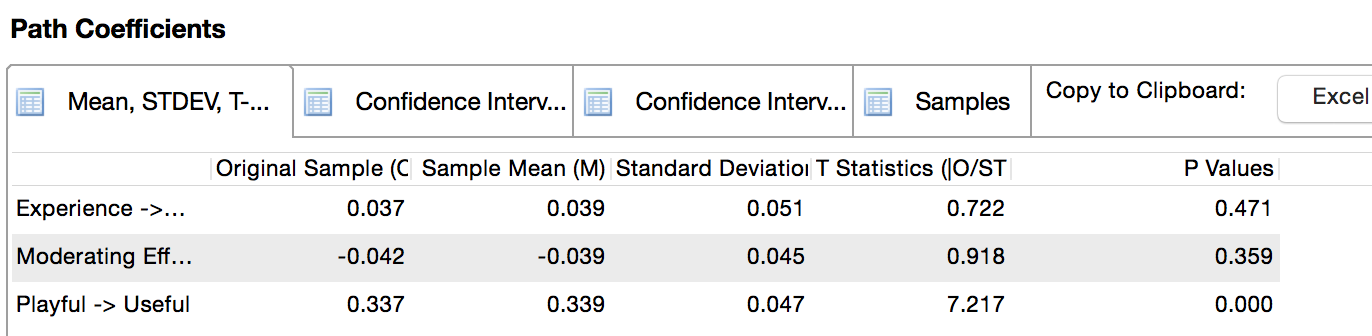 Path Coefficients
Mean, STDEV, T-... Confidence Interv... Confidence Interv... Samples Copy to Clipboard: Excel
Original Sample (O Sample Mean (M) Standard Deviation T Statistics (|O/ST P Values
Experience ->... 0.037 0.039 0.051 0.722 0.471
Moderating Eff... -0.042 -0.039 0.045 0.918 0.359
Playful -> Useful 0.337 0.339 0.047 7.217 0.000